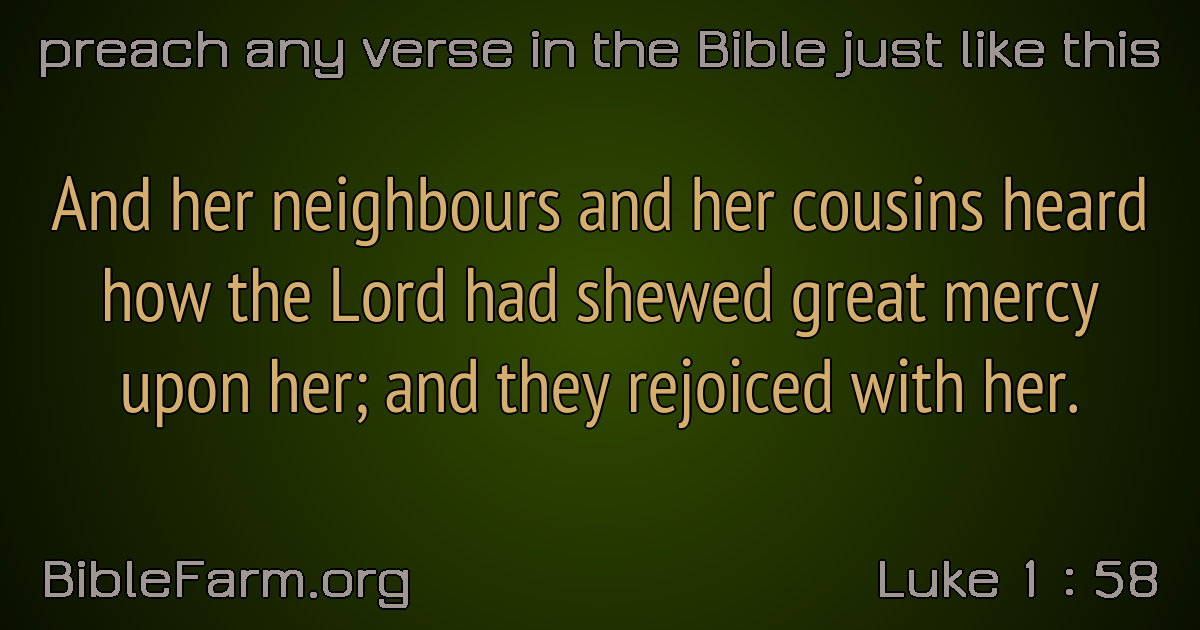 preach any verse in the Bible just like this
And her neighbours and her cousins heard
how the Lord had shewed great mercy
upon her; and they rejoiced with her.
BibleFarm.org
Luke 1 : 58